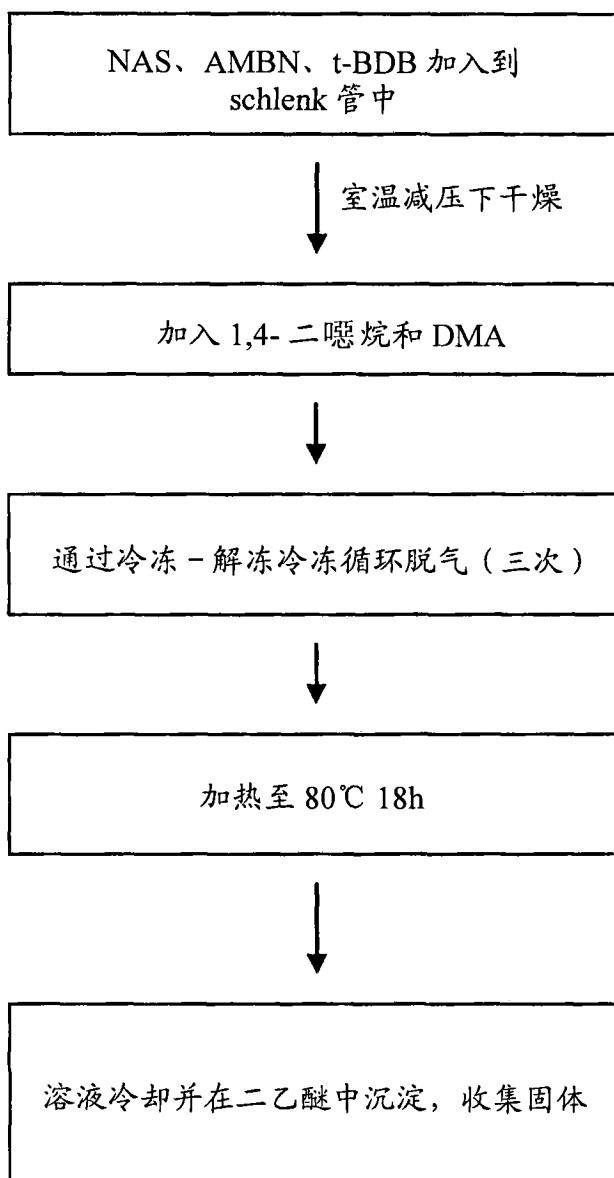 NAS、AMBN、t-BDB 加入到
schlenk 管中
室温减压下干燥
加入 1,4- 二噁烷和 DMA
通过冷冻－解冻冷冻循环脱气（三次）
加热至 80℃ 18h
溶液冷却并在二乙醚中沉淀，收集固体